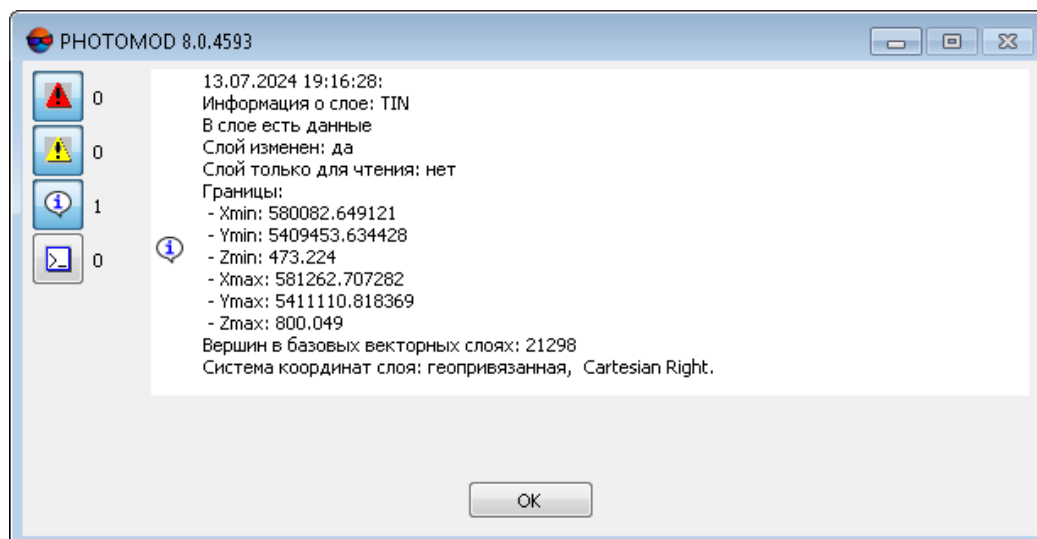 PHOTOMOD 8.0.4593
0
0
1
0
13.07.2024 19:16:28:
Информация о слое: TIN
В слое есть данные
Слой изменен: да
Слой только для чтения: нет
Границы:
- Xmin: 580082.649121
- Ymin: 5409453.634428
- Zmin: 473.224
- Xmax: 581262.707282
- Ymax: 5411110.818369
- Zmax: 800.049
Вершин в базовых векторных слоях: 21298
Система координат слоя: геопривязанная, Cartesian Right.
OK